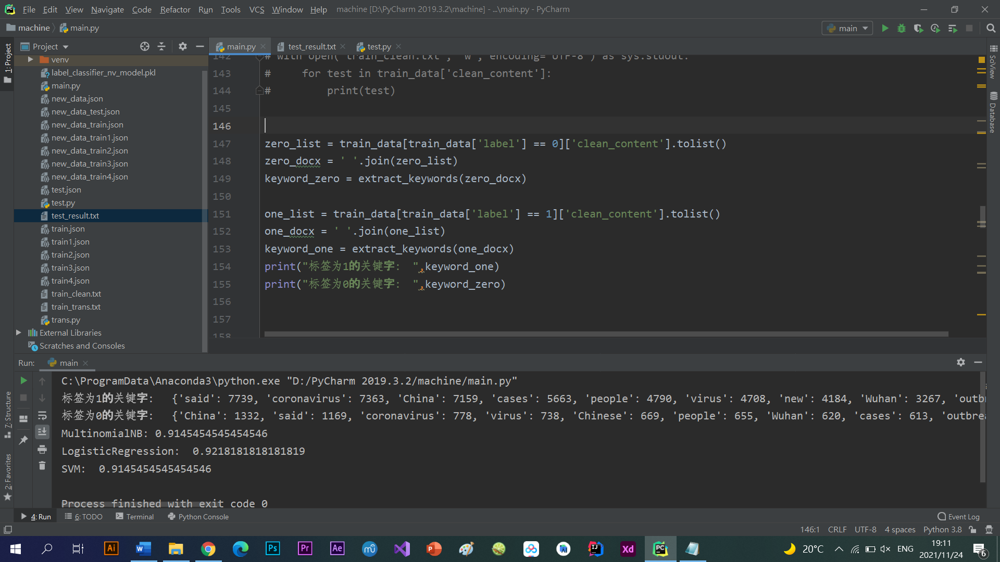 File Edit View Navigate Code Refactor Run Tools VCS Window Help machine [D:\PyCharm 2019.3.2\machine] - ...\main.py - PyCharm
machine main.py main
1: Project
Project
main.py test_result.txt test.py
venv
label_classifier_nv_model.pkl
main.py
new_data.json
new_data_test.json
new_data_train.json
new_data_train1.json
new_data_train2.json
new_data_train3.json
new_data_train4.json
test.json
test.py
test_result.txt
train.json
train1.json
train2.json
train3.json
train4.json
train_clean.txt
train_trans.txt
trans.py
External Libraries
Scratches and Consoles
142 # with open('train_clean.txt', 'w', encoding='UTF-8') as sys.stdout:
143 # for test in train_data['clean_content']:
144 # print(test)
145
146
147 zero_list = train_data[train_data['label'] == 0]['clean_content'].tolist()
148 zero_docx = ' '.join(zero_list)
149 keyword_zero = extract_keywords(zero_docx)
150
151 one_list = train_data[train_data['label'] == 1]['clean_content'].tolist()
152 one_docx = ' '.join(one_list)
153 keyword_one = extract_keywords(one_docx)
154 print("标签为1的关键字: ",keyword_one)
155 print("标签为0的关键字: ",keyword_zero)
156
157
158
SciView
Database
Run: main
C:\ProgramData\Anaconda3\python.exe "D:/PyCharm 2019.3.2/machine/main.py"
标签为1的关键字: {'said': 7739, 'coronavirus': 7363, 'China': 7159, 'cases': 5663, 'people': 4790, 'virus': 4708, 'new': 4184, 'Wuhan': 3267, 'outb
标签为0的关键字: {'China': 1332, 'said': 1169, 'coronavirus': 778, 'virus': 738, 'Chinese': 669, 'people': 655, 'Wuhan': 620, 'cases': 613, 'outbrea
MultinomialNB: 0.9145454545454546
LogisticRegression: 0.9218181818181819
SVM: 0.9145454545454546
Process finished with exit code 0
7: Structure
2: Favorites
4: Run 6: TODO Terminal Python Console Event Log
146:1 CRLF UTF-8 4 spaces Python 3.8
Ai W Ps Pr Ae mü P IJ Xd PC 20°C ENG 19:11
2021/11/24 6